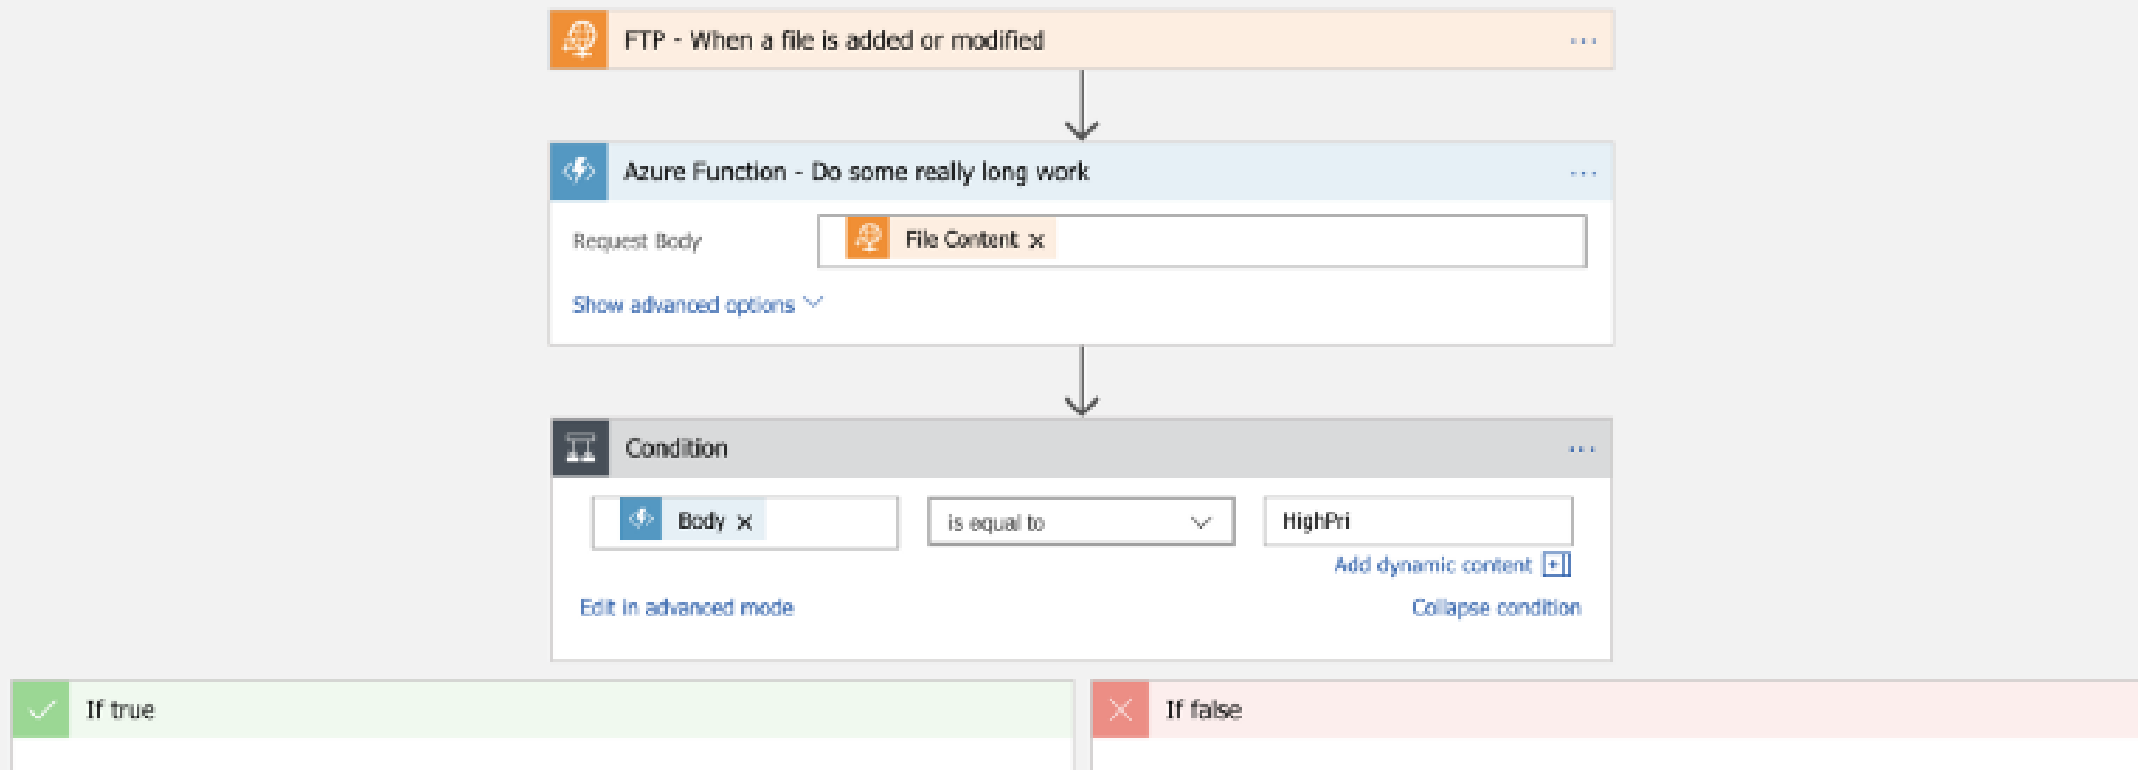 FTP - When a file is added or modified
Azure Function - Do some really long work
Request Body File Content x
Show advanced options
Condition
Body x is equal to HighPri
Add dynamic content
Edit in advanced mode Collapse condition
If true If false